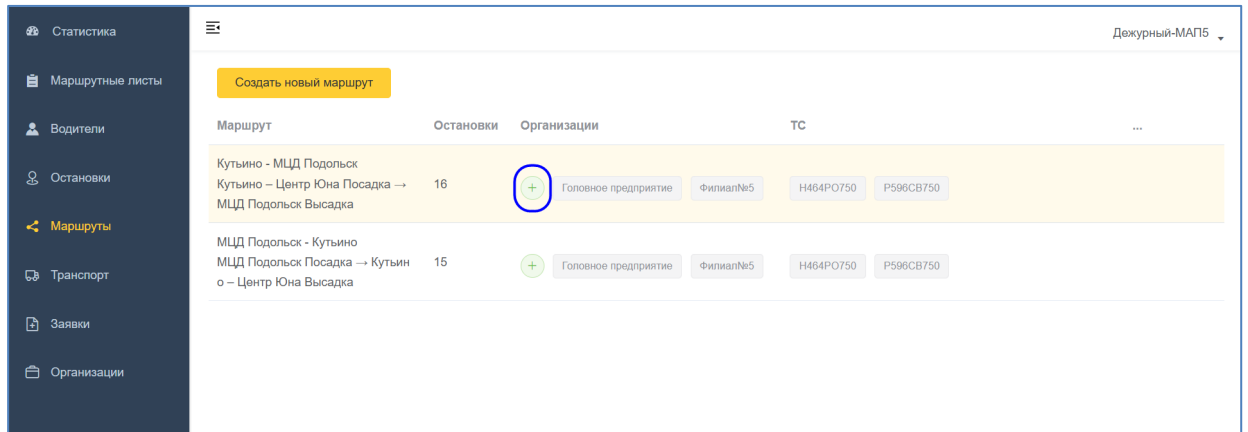 Статистика
Дежурный-МАП5
Маршрутные листы
Создать новый маршрут
Водители
Маршрут Остановки Организации ТС ...
Остановки
Кутьино - МЦД Подольск
Кутьино – Центр Юна Посадка → 16 + Головное предприятие Филиал№5 Н464РО750 Р596СВ750
МЦД Подольск Высадка
Маршруты
МЦД Подольск - Кутьино
МЦД Подольск Посадка → Кутьин 15 + Головное предприятие Филиал№5 Н464РО750 Р596СВ750
о – Центр Юна Высадка
Транспорт
Заявки
Организации